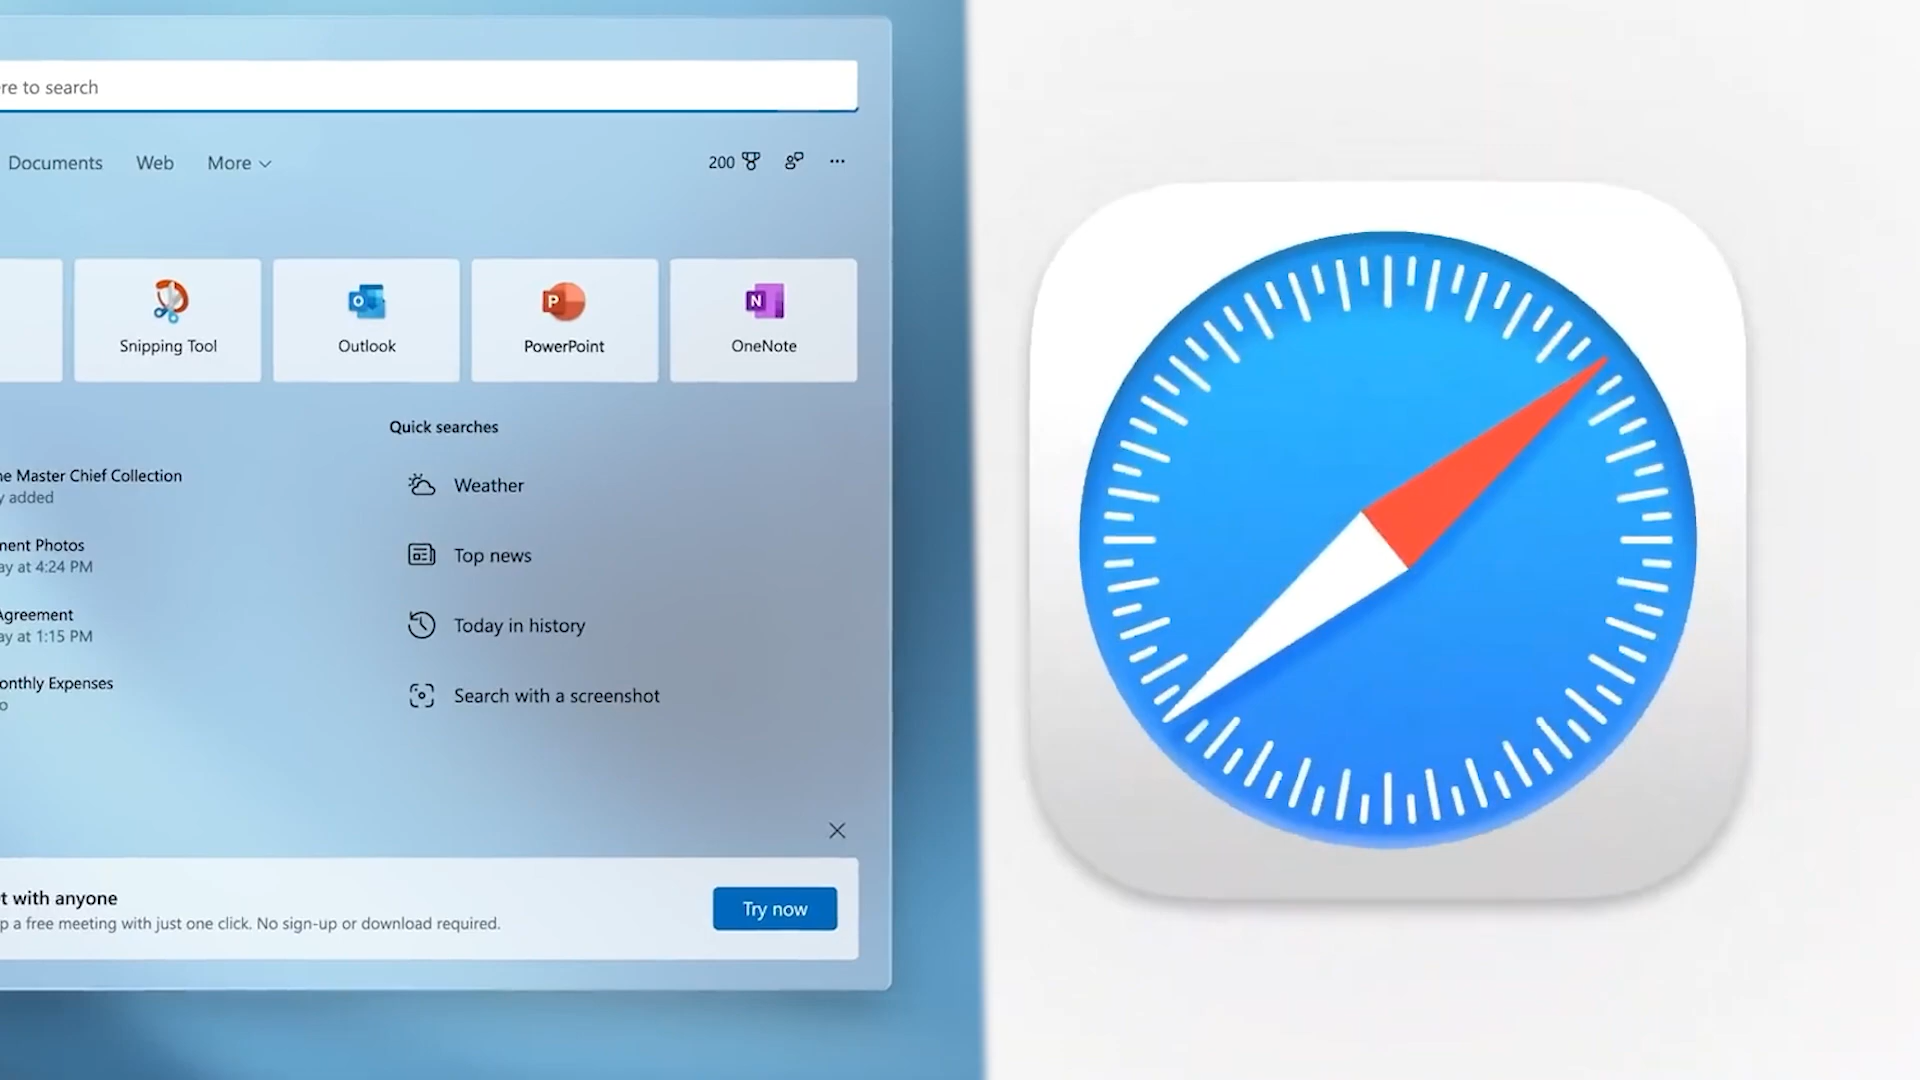 re to search
Documents Web More
200
Snipping Tool Outlook PowerPoint OneNote
O P N
Quick searches
e Master Chief Collection
y added
Weather
ent Photos
ay at 4:24 PM
Top news
Agreement
ay at 1:15 PM
Today in history
onthly Expenses
o
Search with a screenshot
t with anyone
p a free meeting with just one click. No sign-up or download required.
Try now